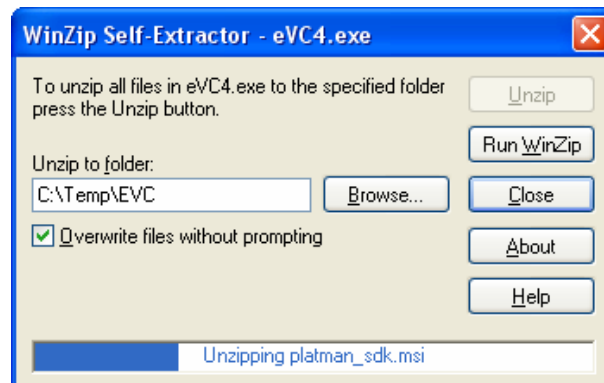 WinZip Self-Extractor - eVC4.exe
To unzip all files in eVC4.exe to the specified folder
press the Unzip button.
Unzip
Run WinZip
Unzip to folder:
C:\Temp\EVC
Browse...
Close
Overwrite files without prompting
About
Help
Unzipping platman_sdk.msi